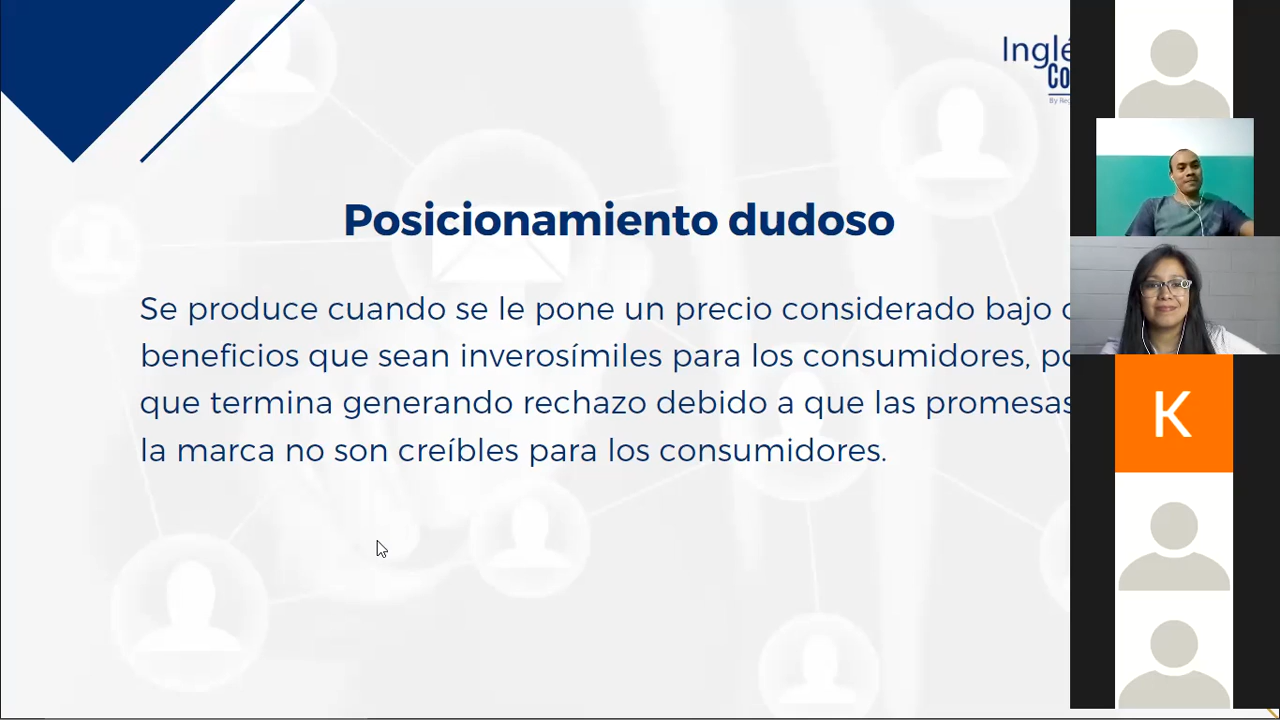 Inglé
Co
Posicionamiento dudoso
Se produce cuando se le pone un precio considerado bajo
beneficios que sean inverosímiles para los consumidores,
que termina generando rechazo debido a que las promesas
la marca no son creíbles para los consumidores.
K